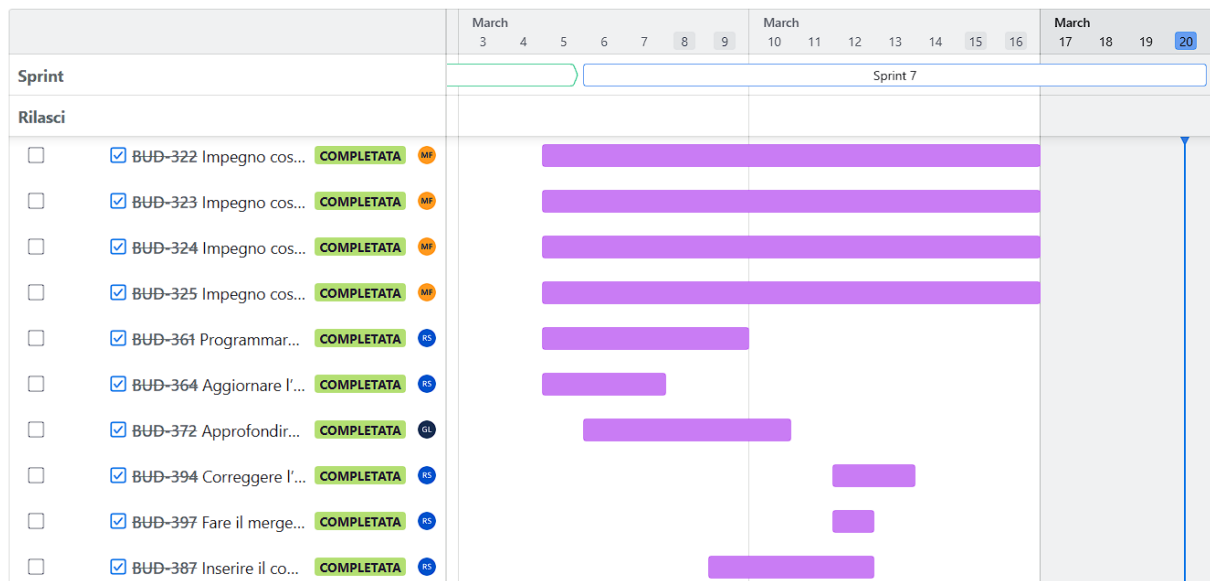 March March March
3 4 5 6 7 8 9 10 11 12 13 14 15 16 17 18 19 20
Sprint Sprint 7
Rilasci
BUD-322 Impegno cos... COMPLETATA MF
BUD-323 Impegno cos... COMPLETATA MF
BUD-324 Impegno cos... COMPLETATA MF
BUD-325 Impegno cos... COMPLETATA MF
BUD-361 Programmar... COMPLETATA RS
BUD-364 Aggiornare l'... COMPLETATA RS
BUD-372 Approfondir... COMPLETATA GL
BUD-394 Correggere l'... COMPLETATA RS
BUD-397 Fare il merge... COMPLETATA RS
BUD-387 Inserire il co... COMPLETATA RS